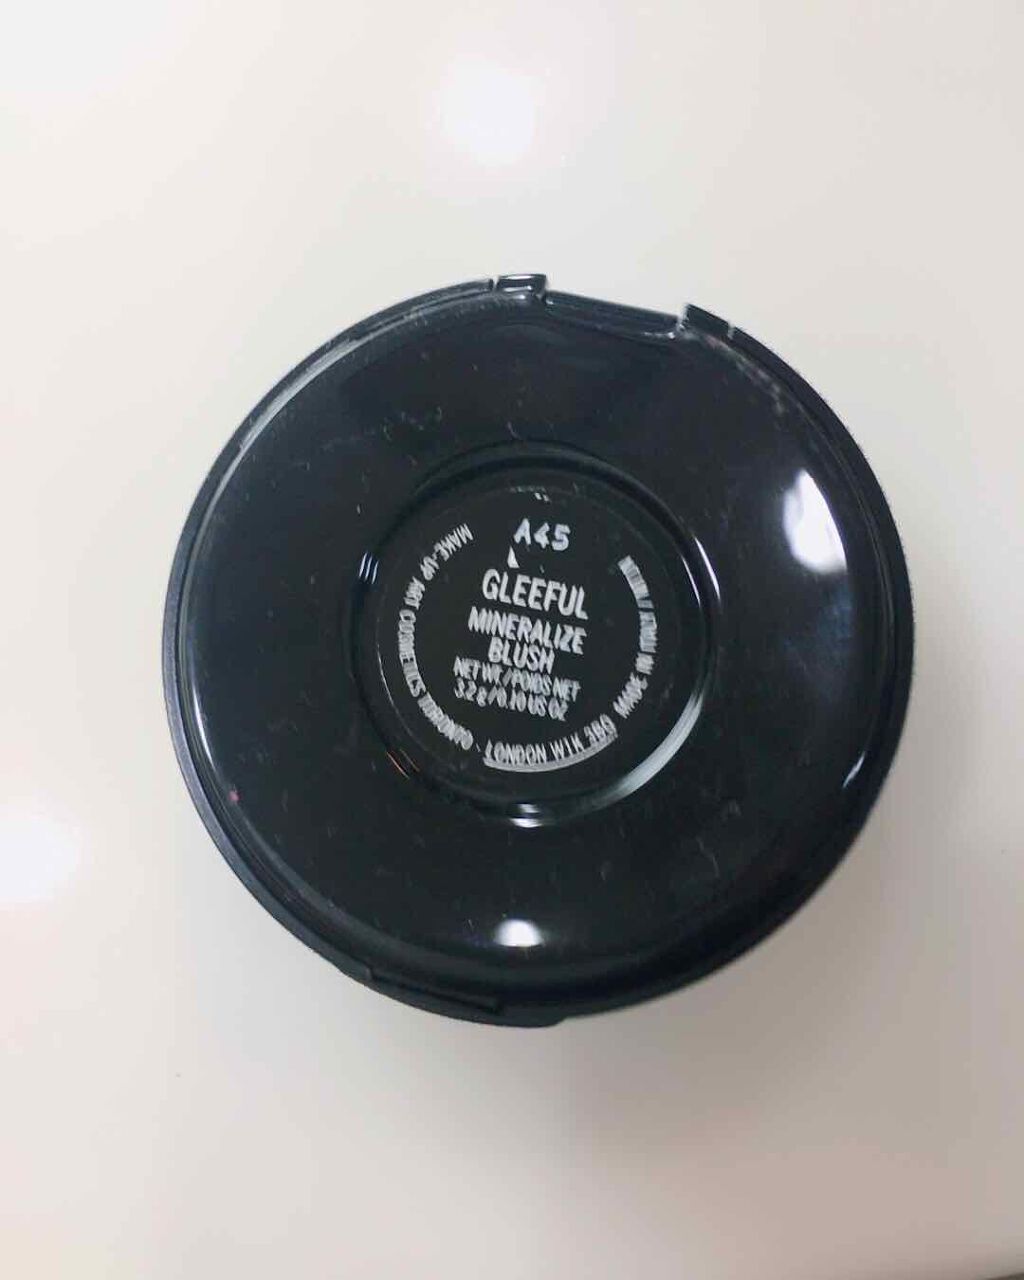 A45
GLEEFUL
MINERALIZE
BLUSH
NET WT./POIDS NET
3.2 g/0.10 US OZ
MAKE-UP ART COSMETICS TORONTO · LONDON W1K 3BQ MADE IN ITALY/